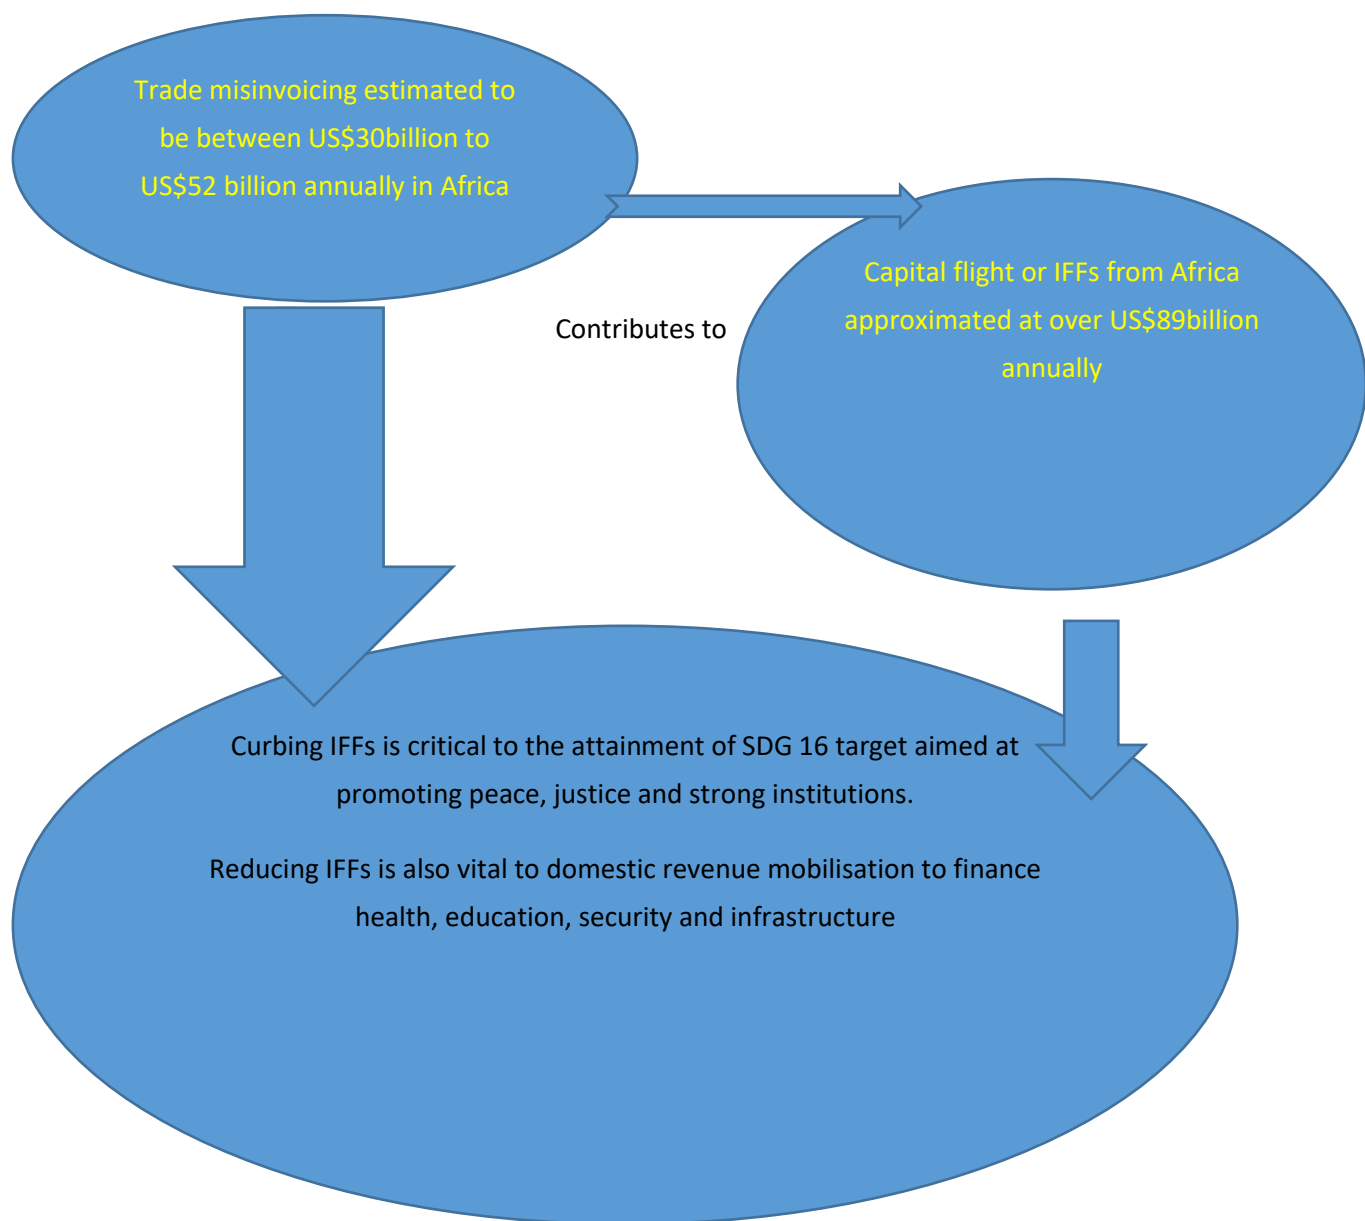 Trade misinvoicing estimated to
be between US$30billion to
US$52 billion annually in Africa
Contributes to
Capital flight or IFFs from Africa
approximated at over US$89billion
annually
Curbing IFFs is critical to the attainment of SDG 16 target aimed at
promoting peace, justice and strong institutions.
Reducing IFFs is also vital to domestic revenue mobilisation to finance
health, education, security and infrastructure